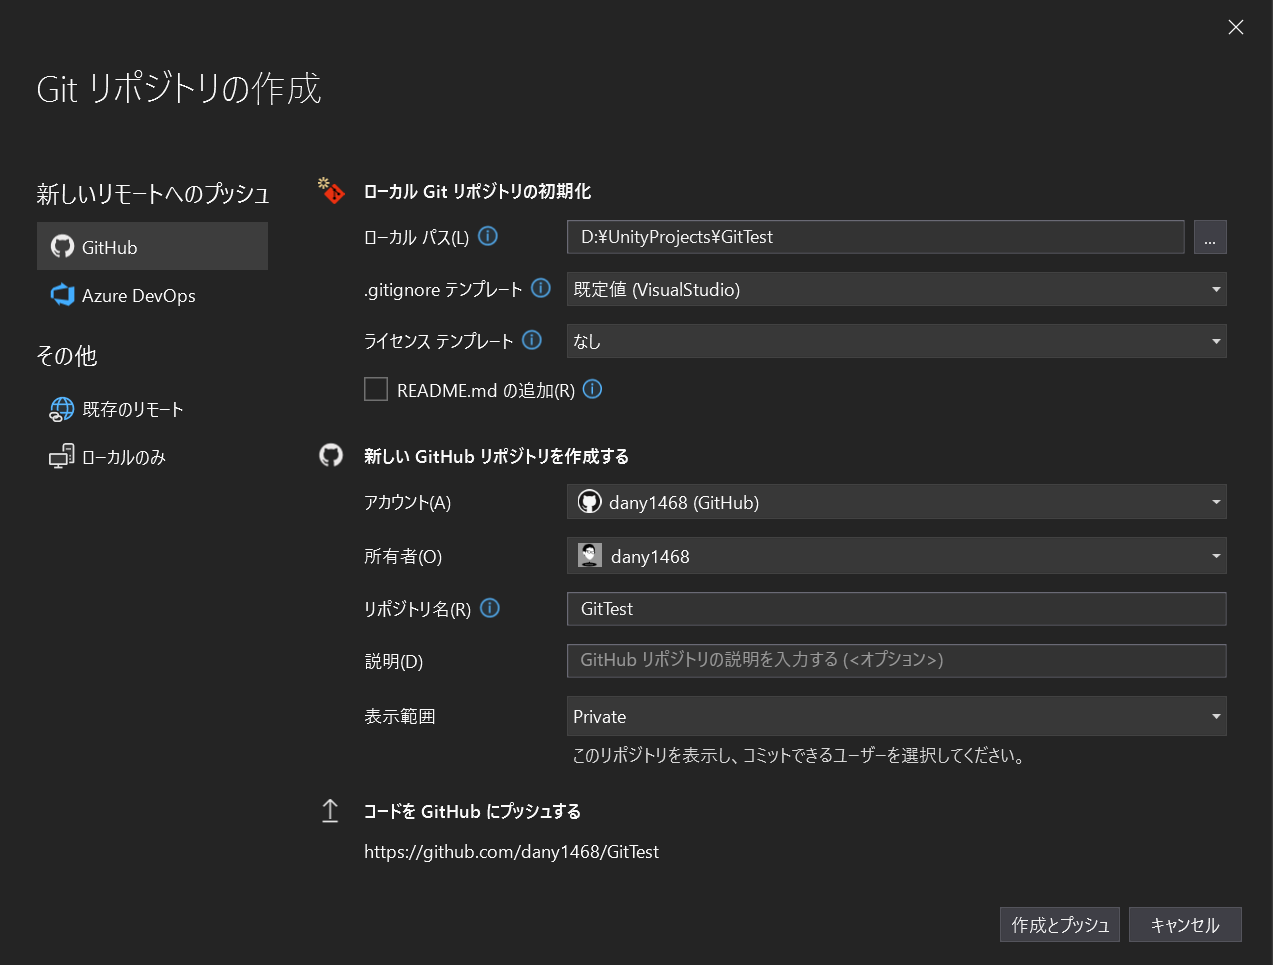 Git リポジトリの作成
新しいリモートへのプッシュ
GitHub
Azure DevOps
その他
既存のリモート
ローカルのみ
ローカル Git リポジトリの初期化
ローカル パス(L) D:¥UnityProjects¥GitTest ...
.gitignore テンプレート 既定値 (VisualStudio)
ライセンス テンプレート なし
README.md の追加(R)
新しい GitHub リポジトリを作成する
アカウント(A) dany1468 (GitHub)
所有者(O) dany1468
リポジトリ名(R) GitTest
説明(D) GitHub リポジトリの説明を入力する (<オプション>)
表示範囲 Private
このリポジトリを表示し、コミットできるユーザーを選択してください。
コードを GitHub にプッシュする
https://github.com/dany1468/GitTest
作成とプッシュ キャンセル